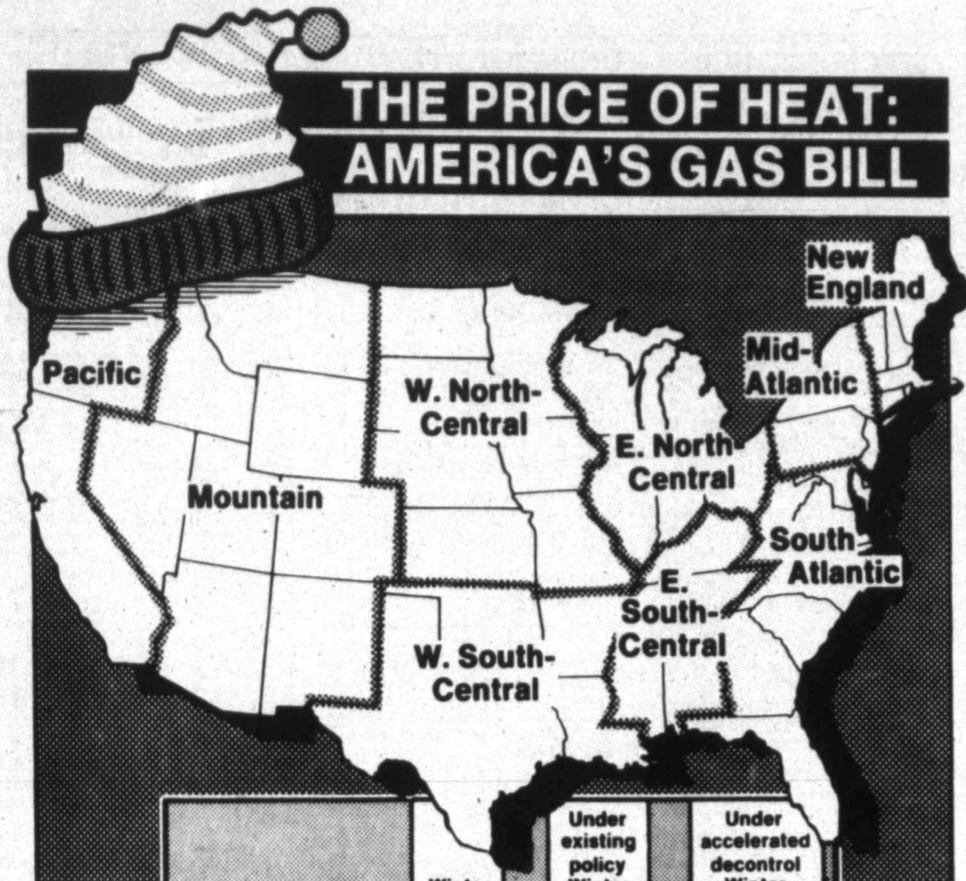 THE PRICE OF HEAT:
AMERICA'S GAS BILL
New
England
Mid-
Atlantic
Pacific
W. North-
Central
E. North-
Central
Mountain
South
Atlantic
E.
South-
Central
W. South-
Central
Under
existing
policy
Under
accelerated
decontrol